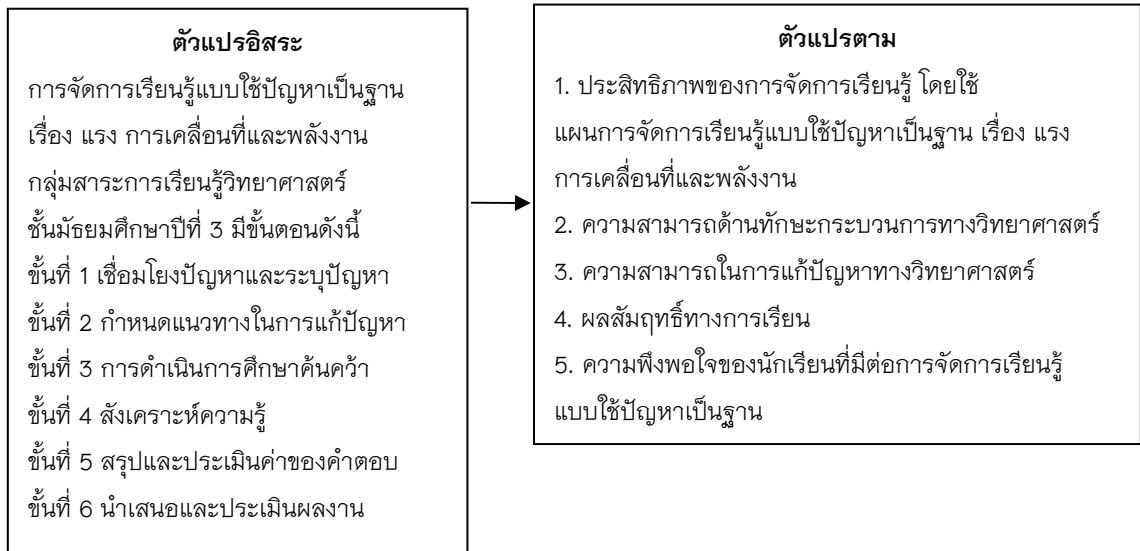 ตัวแปรอิสระ
การจัดการเรียนรู้แบบใช้ปัญหาเป็นฐาน
เรื่อง แรง การเคลื่อนที่และพลังงาน
กลุ่มสาระการเรียนรู้วิทยาศาสตร์
ชั้นมัธยมศึกษาปีที่ 3 มีขั้นตอนดังนี้
ขั้นที่ 1 เชื่อมโยงปัญหาและระบุปัญหา
ขั้นที่ 2 กำหนดแนวทางในการแก้ปัญหา
ขั้นที่ 3 การดำเนินการศึกษาค้นคว้า
ขั้นที่ 4 สังเคราะห์ความรู้
ขั้นที่ 5 สรุปและประเมินค่าของคำตอบ
ขั้นที่ 6 นำเสนอและประเมินผลงาน
ตัวแปรตาม
1. ประสิทธิภาพของการจัดการเรียนรู้ โดยใช้
แผนการจัดการเรียนรู้แบบใช้ปัญหาเป็นฐาน เรื่อง แรง
การเคลื่อนที่และพลังงาน
2. ความสามารถด้านทักษะกระบวนการทางวิทยาศาสตร์
3. ความสามารถในการแก้ปัญหาทางวิทยาศาสตร์
4. ผลสัมฤทธิ์ทางการเรียน
5. ความพึงพอใจของนักเรียนที่มีต่อการจัดการเรียนรู้
แบบใช้ปัญหาเป็นฐาน